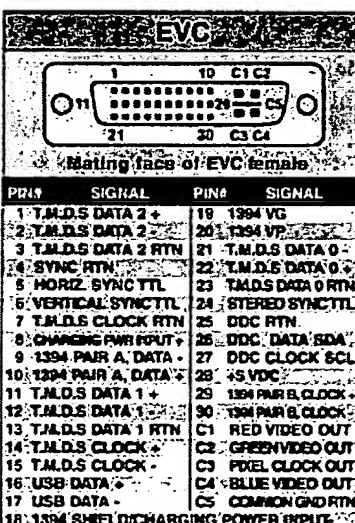 EVC
1 10 C1 C2
11 20 C5
21 30 C3 C4
Mating face of EVC female
PIN# SIGNAL PIN# SIGNAL
1 T.M.D.S DATA 2 + 19 1394 VG
2 T.M.D.S DATA 2 - 20 1394 VP
3 T.M.D.S DATA 2 RTN 21 T.M.D.S DATA 0 -
4 SYNC RTN 22 T.M.D.S DATA 0 +
5 HORIZ. SYNC TTL 23 T.M.D.S DATA 0 RTN
6 VERTICAL SYNC TTL 24 STEREO SYNC TTL
7 T.M.D.S CLOCK RTN 25 DDC RTN
8 CHARGING PWR INPUT + 26 DDC DATA SDA
9 1394 PAIR A, DATA - 27 DDC CLOCK SCL
10 1394 PAIR A, DATA + 28 +5 VDC
11 T.M.D.S DATA 1 + 29 1394 PAIR B, CLOCK +
12 T.M.D.S DATA 1 - 30 1394 PAIR B, CLOCK -
13 T.M.D.S DATA 1 RTN C1 RED VIDEO OUT
14 T.M.D.S CLOCK + C2 GREEN VIDEO OUT
15 T.M.D.S CLOCK - C3 PIXEL CLOCK OUT
16 USB DATA + C4 BLUE VIDEO OUT
17 USB DATA - C5 COMMON GND RTN
18 1394 SHIELD/CHARGING POWER INPUT -